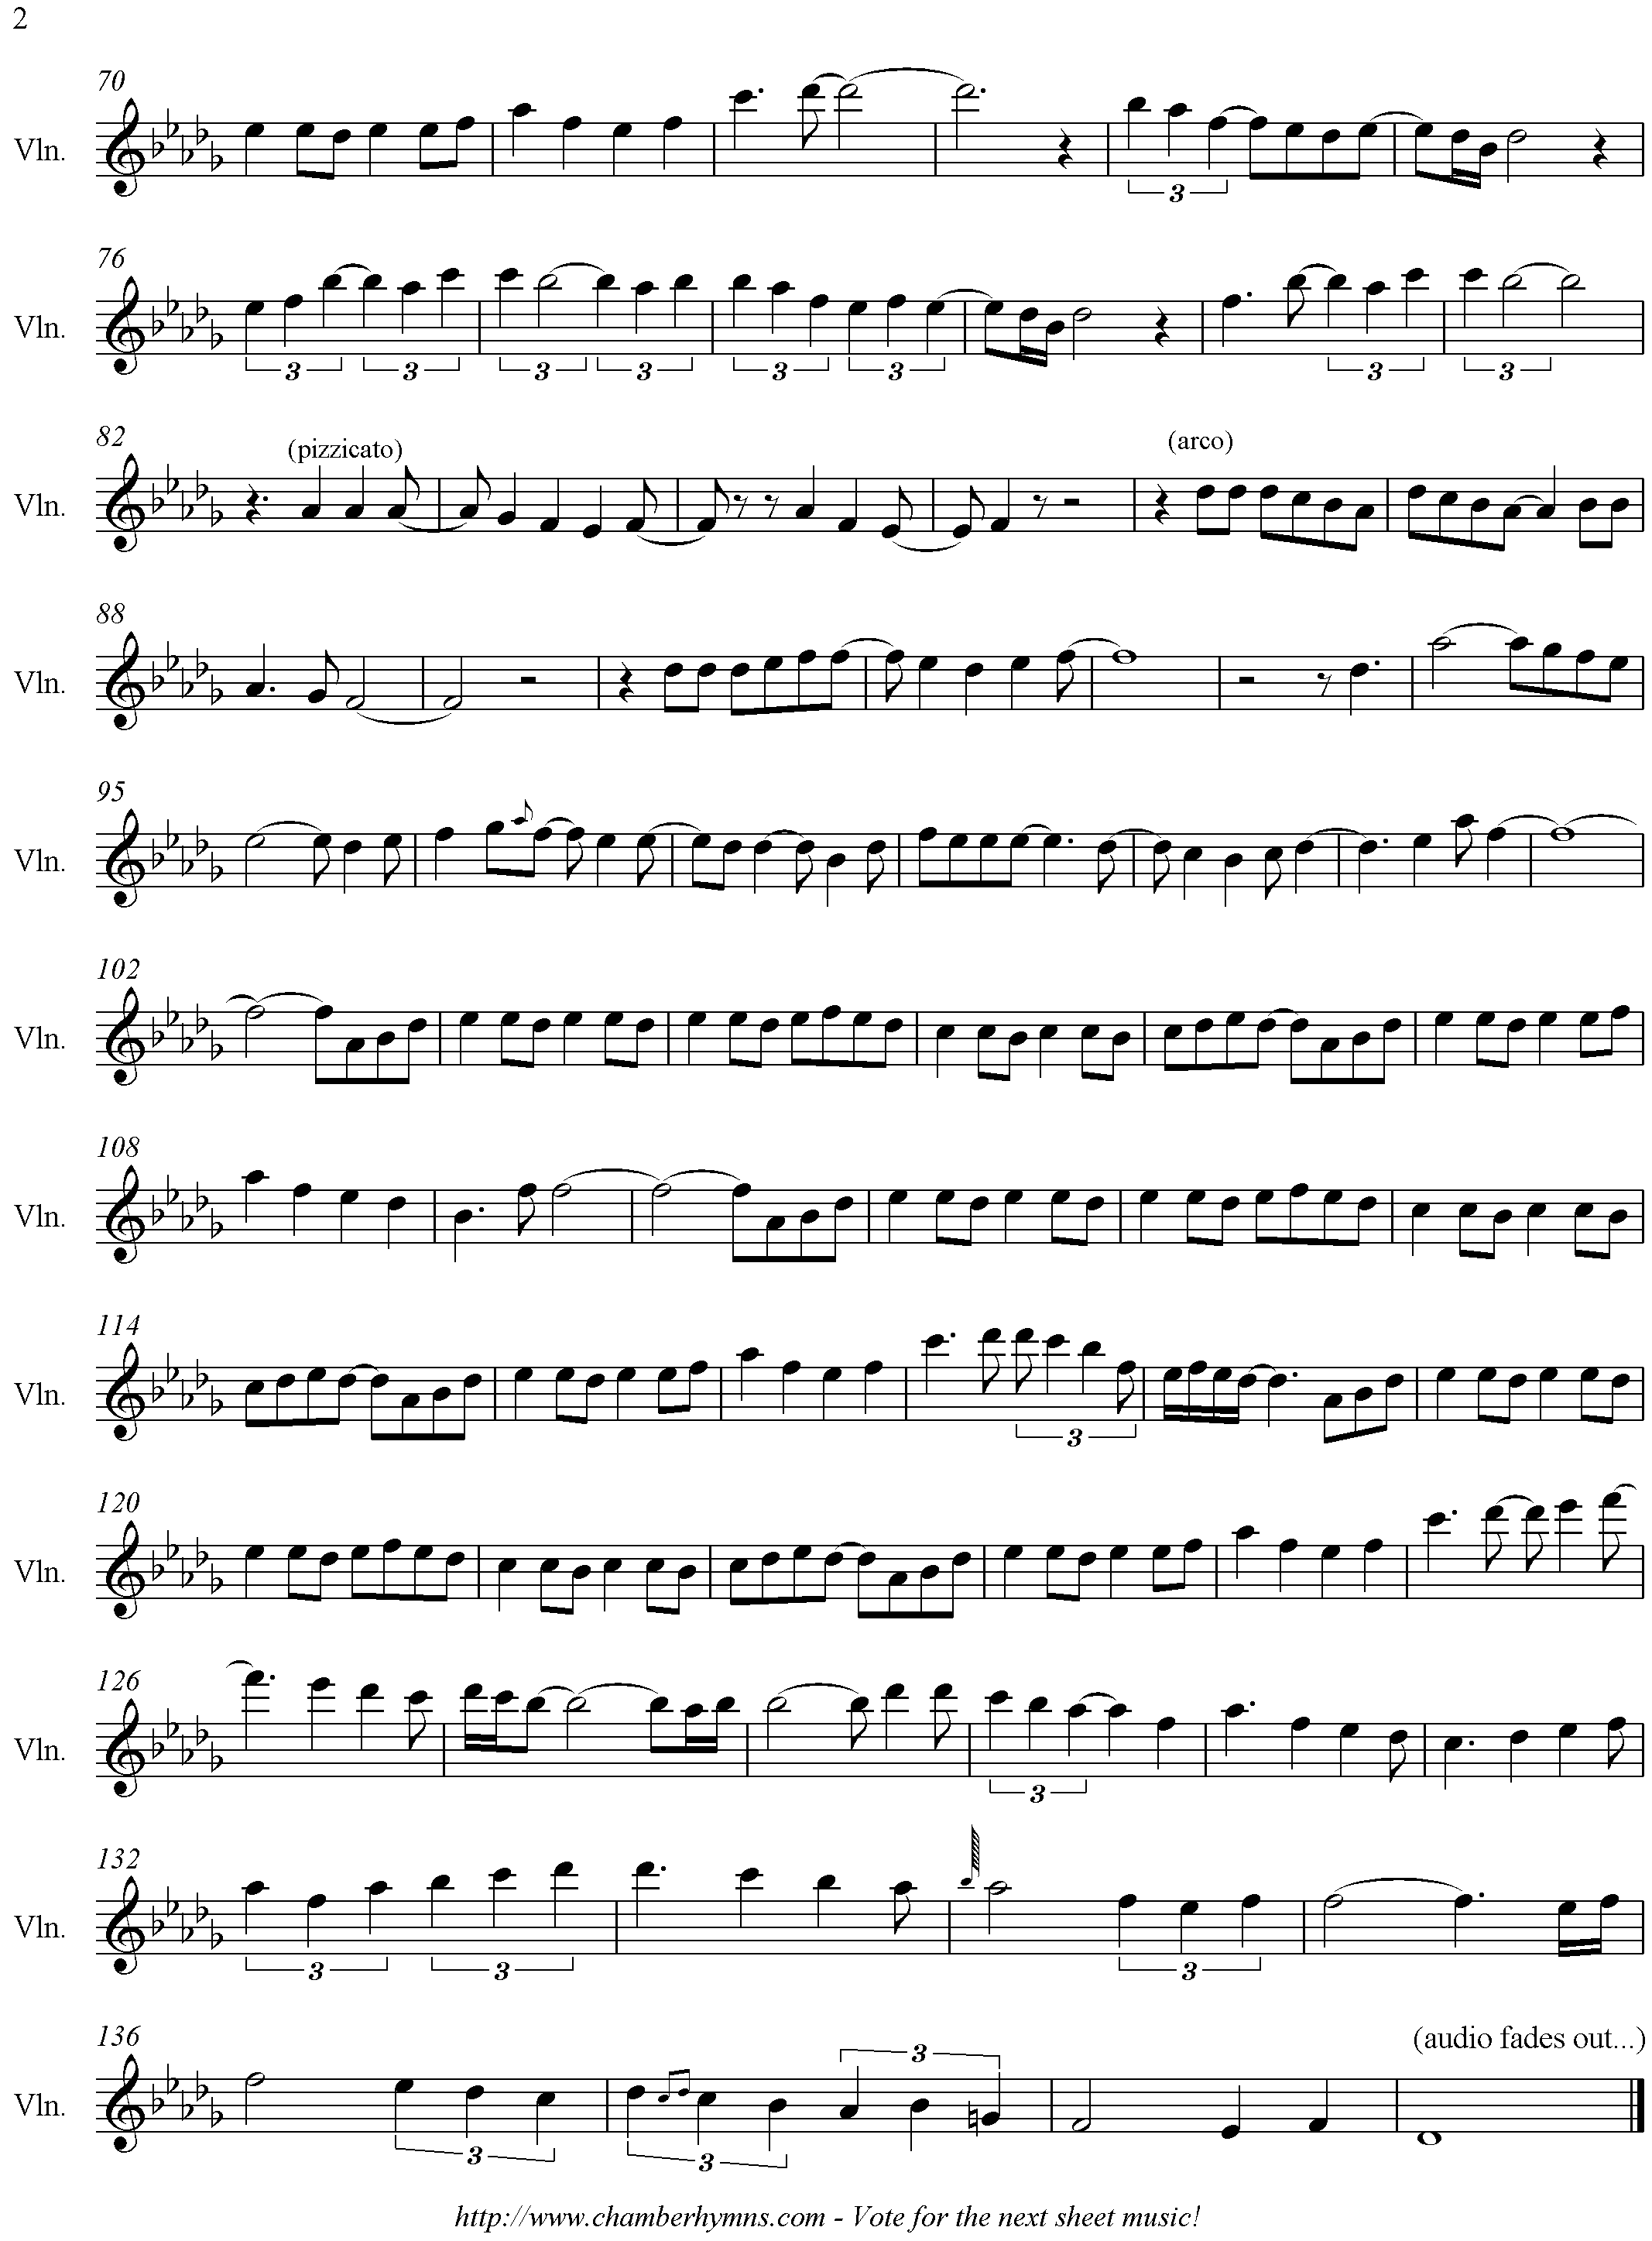 2
70
Vln.
3
76
Vln.
3 3 3 3 3 3 3 3
82
(pizzicato)
(arco)
Vln.
88
Vln.
95
Vln.
102
Vln.
108
Vln.
114
Vln.
3
120
Vln.
126
Vln.
3
132
Vln.
3 3 3
136
(audio fades out...)
Vln.
3 3 3
http://www.chamberhymns.com - Vote for the next sheet music!